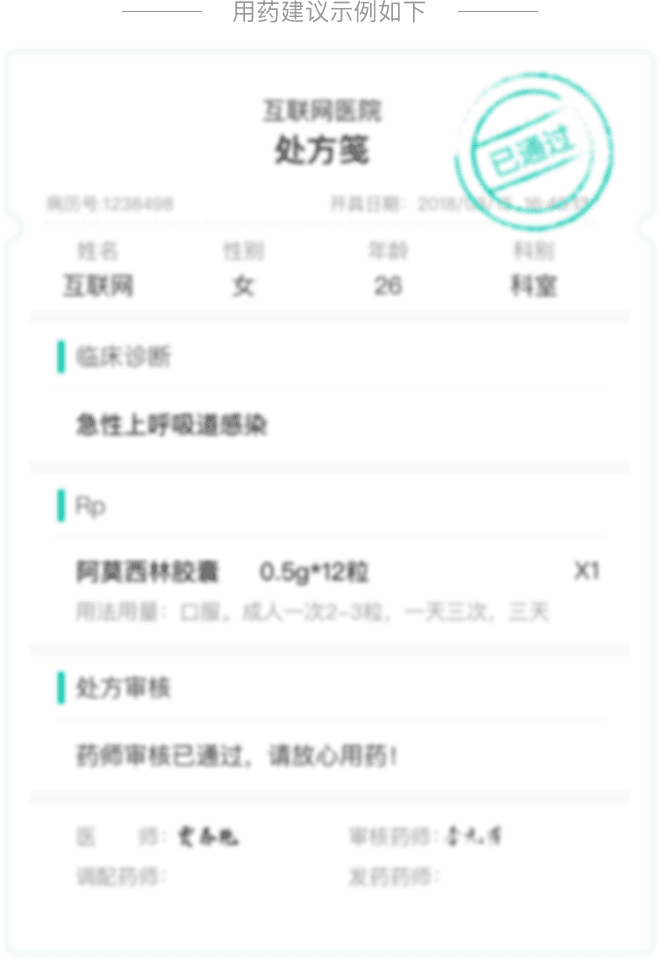 用药建议示例如下
互联网医院
处方笺
已通过
病历号:1238498
开具日期：2018/08/15 16:48:13
姓名 性别 年龄 科别
互联网 女 26 科室
临床诊断
急性上呼吸道感染
Rp
阿莫西林胶囊 0.5g*12粒 X1
用法用量：口服，成人一次2-3粒，一天三次，三天
处方审核
药师审核已通过，请放心用药！
医 师： 审核药师：
调配药师： 发药药师：